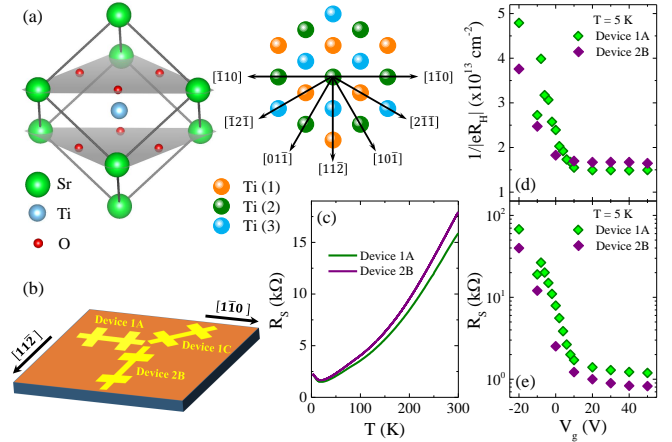 (a)
Sr
Ti
O
[1̄10]
[11̄0]
[1̄21̄]
[21̄1̄]
[011̄]
[112̄]
[101̄]
Ti (1)
Ti (2)
Ti (3)
(b)
[11̄0]
[112̄]
Device 1A
Device 1C
Device 2B
(c)
Device 1A
Device 2B
R_S (kΩ)
15
10
5
0
0 100 200 300
T (K)
T = 5 K
Device 1A
Device 2B
1/|eR_H| (x10^13 cm^-2)
5
4
3
2
1
(d)
T = 5 K
Device 1A
Device 2B
R_S (kΩ)
10^2
10^1
10^0
(e)
-20 0 20 40
V_g (V)